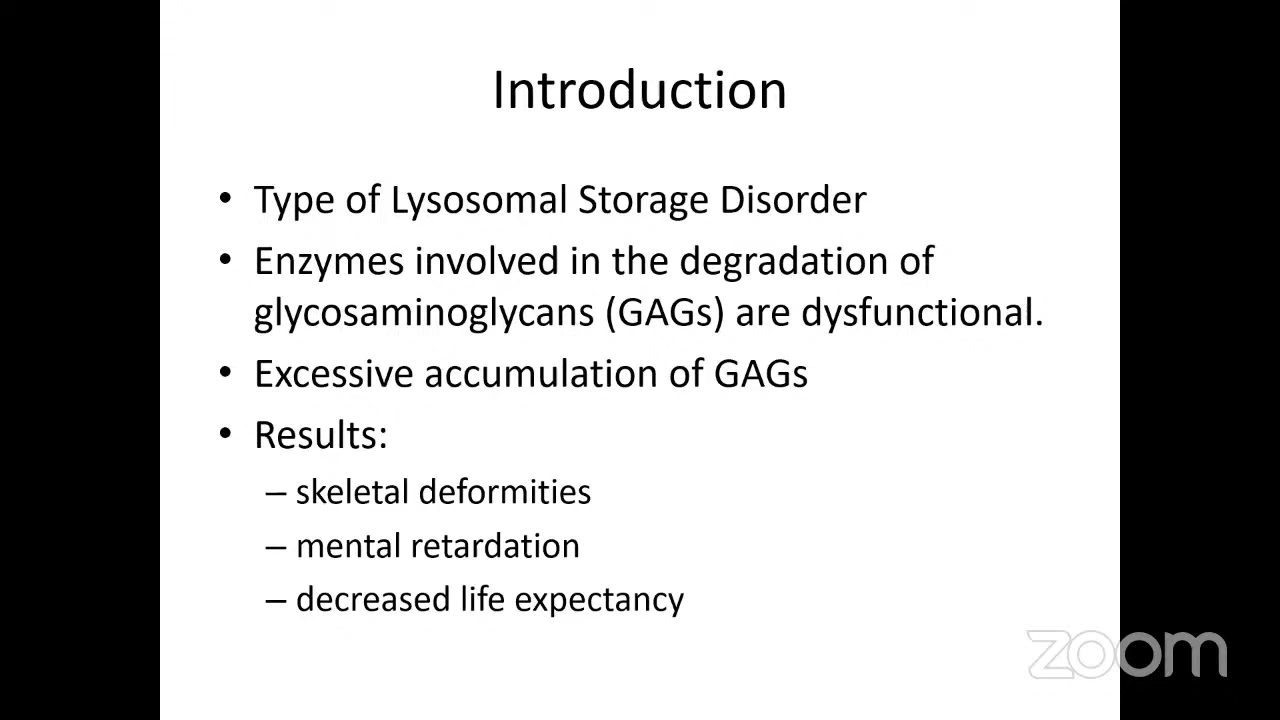 Introduction
• Type of Lysosomal Storage Disorder
• Enzymes involved in the degradation of
glycosaminoglycans (GAGs) are dysfunctional.
• Excessive accumulation of GAGs
• Results:
– skeletal deformities
– mental retardation
– decreased life expectancy
zoom